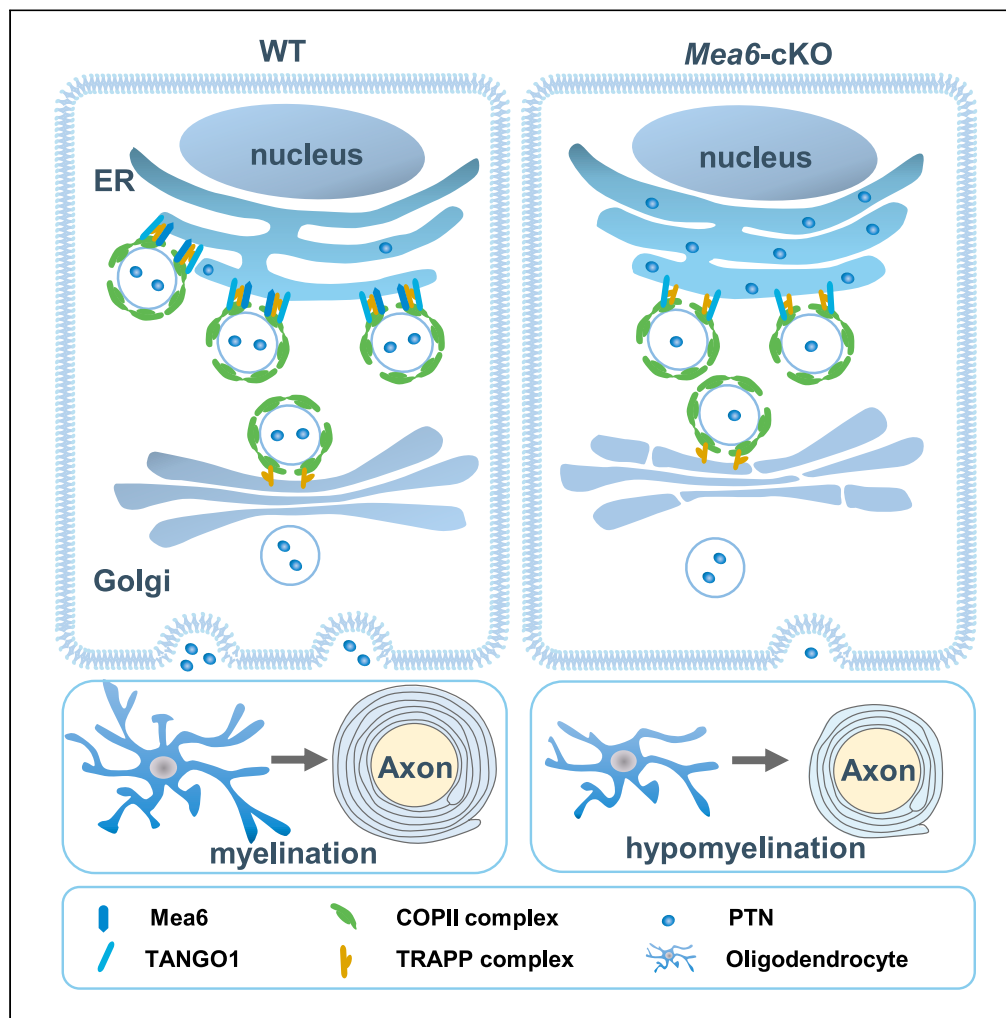 WT
Mea6-cKO
nucleus
nucleus
ER
Golgi
Axon
Axon
myelination
hypomyelination
Mea6
COPII complex
PTN
TANGO1
TRAPP complex
Oligodendrocyte